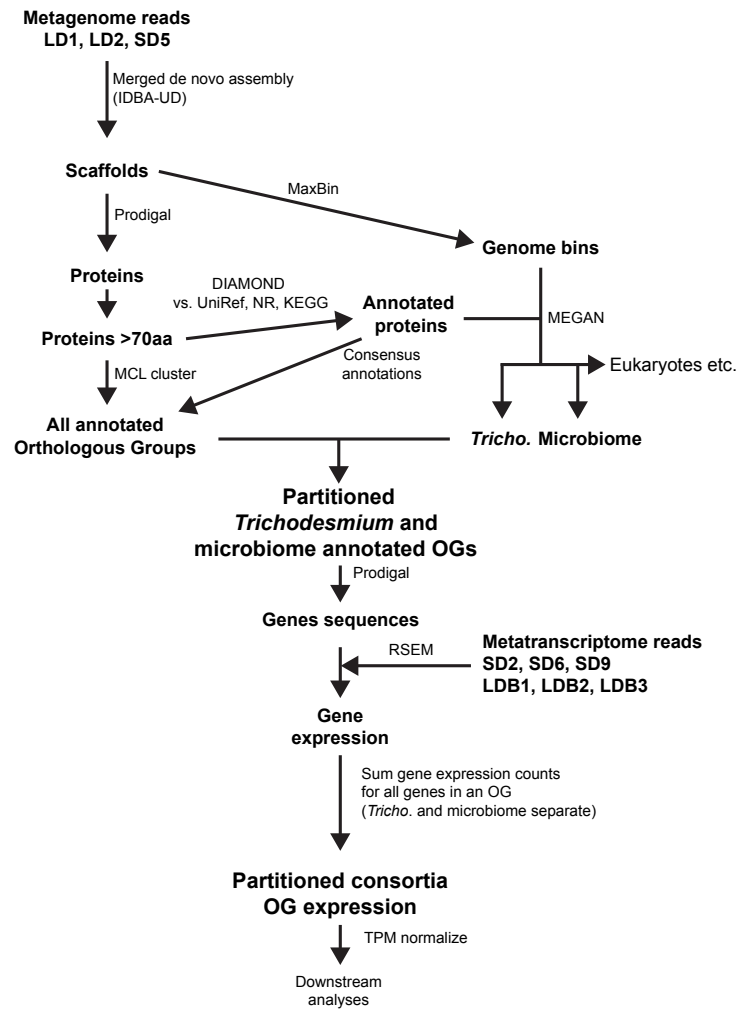 Metagenome reads
LD1, LD2, SD5
Merged de novo assembly
(IDBA-UD)
Scaffolds
MaxBin
Prodigal
Genome bins
Proteins
DIAMOND
vs. UniRef, NR, KEGG
Annotated
proteins
MEGAN
Proteins >70aa
Consensus
annotations
Eukaryotes etc.
MCL cluster
All annotated
Orthologous Groups
Tricho. Microbiome
Partitioned
Trichodesmium and
microbiome annotated OGs
Prodigal
Genes sequences
RSEM
Metatranscriptome reads
SD2, SD6, SD9
LDB1, LDB2, LDB3
Gene
expression
Sum gene expression counts
for all genes in an OG
(Tricho. and microbiome separate)
Partitioned consortia
OG expression
TPM normalize
Downstream
analyses